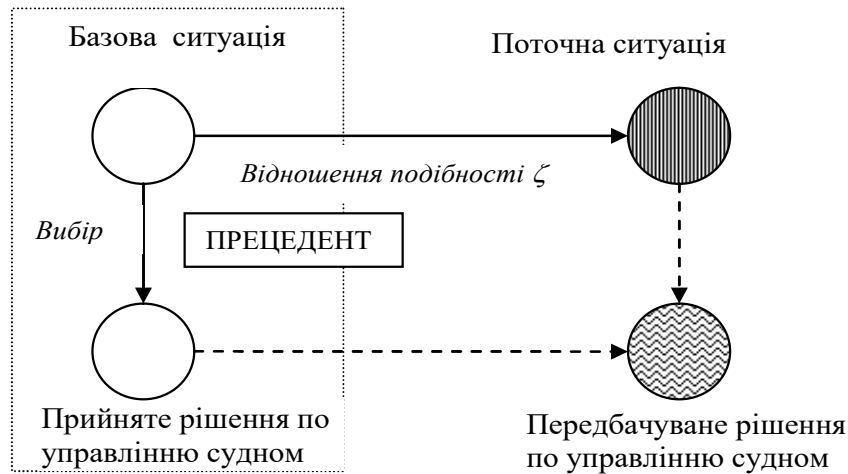 Базова ситуація
Поточна ситуація
Відношення подібності ζ
Вибір
ПРЕЦЕДЕНТ
Прийняте рішення по
управлінню судном
Передбачуване рішення
по управлінню судном